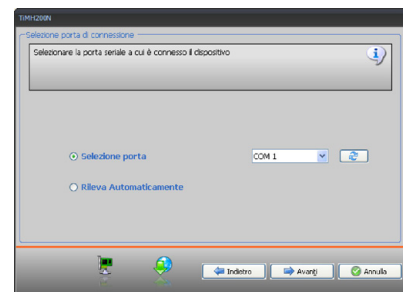 TiMH200N
Selezione porta di connessione
Selezionare la porta seriale a cui è connesso il dispositivo
Selezione porta
COM 1
Rileva Automaticamente
Indietro
Avanti
Annulla